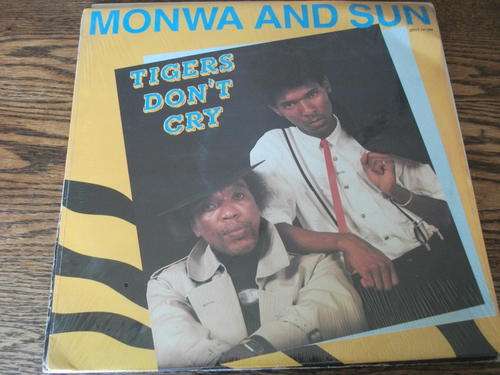 MONWA AND SUN
TIGERS
DON'T
CRY